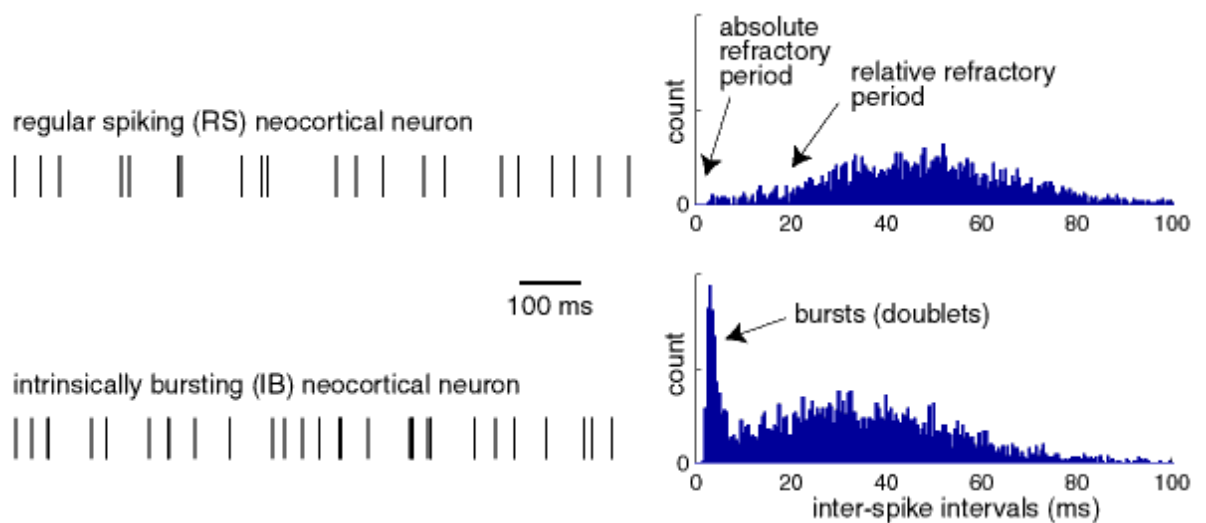 absolute
refractory
period
relative refractory
period
count
regular spiking (RS) neocortical neuron
0
0 20 40 60 80 100
100 ms
bursts (doublets)
count
intrinsically bursting (IB) neocortical neuron
0
0 20 40 60 80 100
inter-spike intervals (ms)